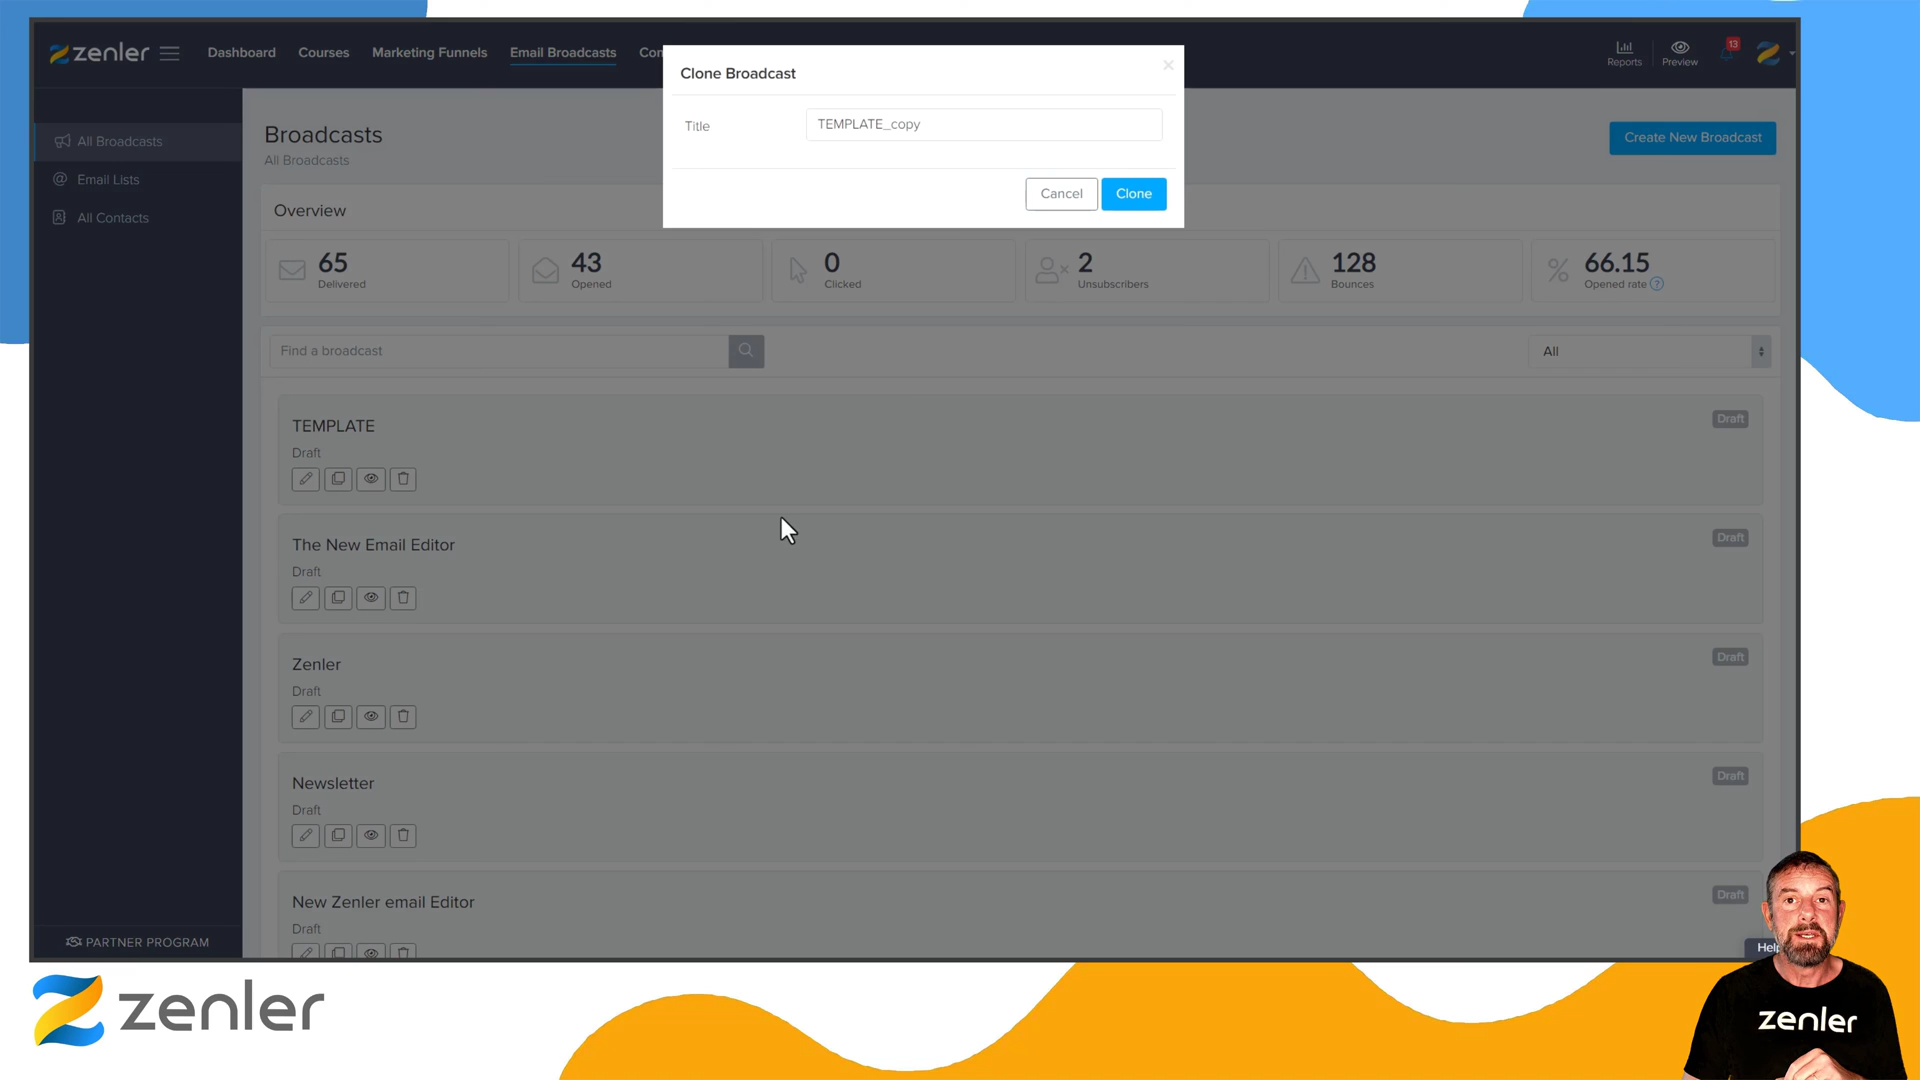 zenler
Dashboard
Courses
Marketing Funnels
Email Broadcasts
Reports
Preview
13
Clone Broadcast
×
Title
TEMPLATE_copy
Cancel
Clone
All Broadcasts
Email Lists
All Contacts
PARTNER PROGRAM
Broadcasts
All Broadcasts
Create New Broadcast
Overview
65
Delivered
43
Opened
0
Clicked
2
Unsubscribers
128
Bounces
66.15
Opened rate ?
Find a broadcast
All
TEMPLATE
Draft
Draft
The New Email Editor
Draft
Draft
Zenler
Draft
Draft
Newsletter
Draft
Draft
New Zenler email Editor
Draft
Draft
zenler
zenler